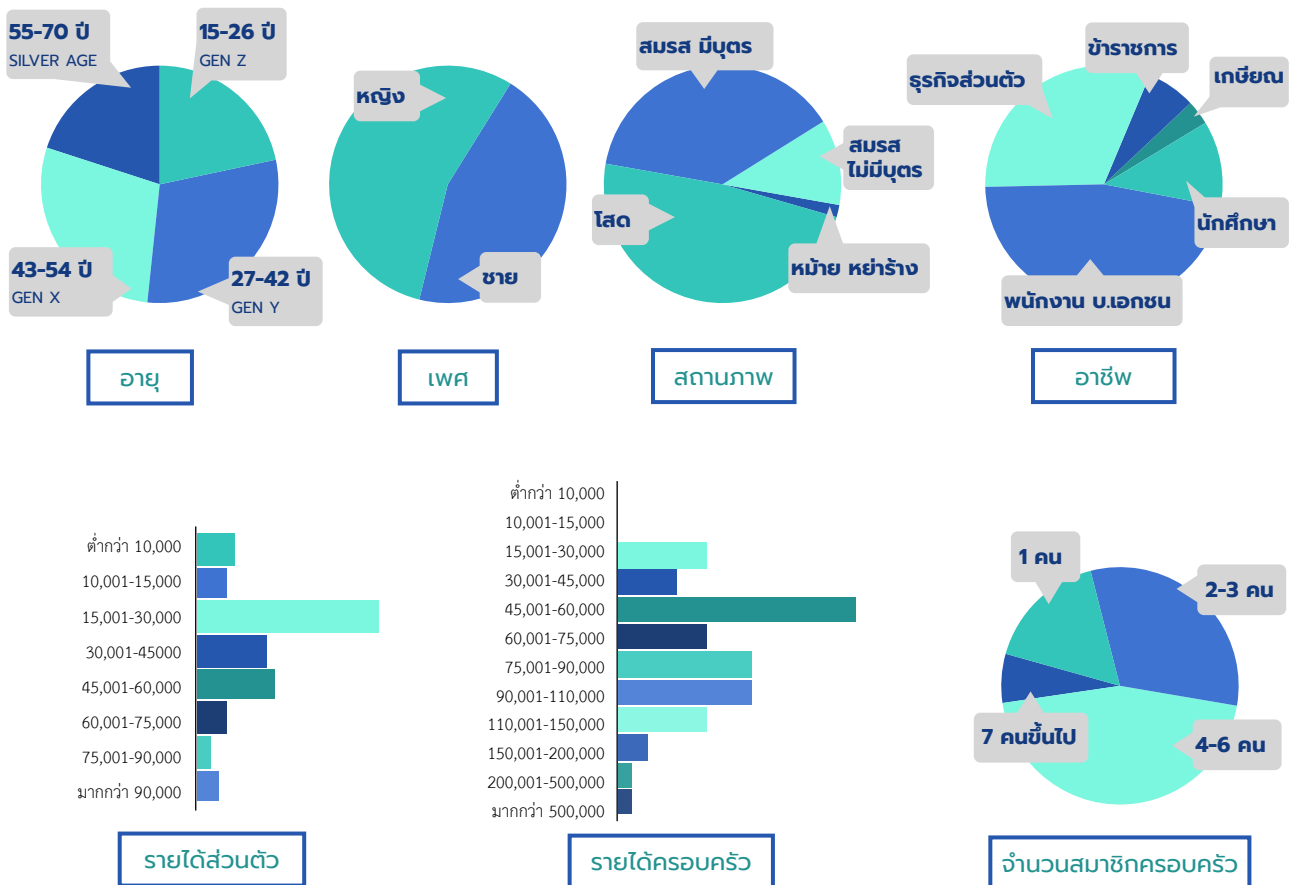 55-70 ปี
SILVER AGE
15-26 ปี
GEN Z
43-54 ปี
GEN X
27-42 ปี
GEN Y
อายุ
หญิง
ชาย
เพศ
สมรส มีบุตร
สมรส
ไม่มีบุตร
โสด
หม้าย หย่าร้าง
สถานภาพ
ข้าราชการ
เกษียณ
ธุรกิจส่วนตัว
นักศึกษา
พนักงาน บ.เอกชน
อาชีพ
ต่ำกว่า 10,000
10,001-15,000
15,001-30,000
30,001-45000
45,001-60,000
60,001-75,000
75,001-90,000
มากกว่า 90,000
รายได้ส่วนตัว
ต่ำกว่า 10,000
10,001-15,000
15,001-30,000
30,001-45,000
45,001-60,000
60,001-75,000
75,001-90,000
90,001-110,000
110,001-150,000
150,001-200,000
200,001-500,000
มากกว่า 500,000
รายได้ครอบครัว
1 คน
2-3 คน
7 คนขึ้นไป
4-6 คน
จำนวนสมาชิกครอบครัว